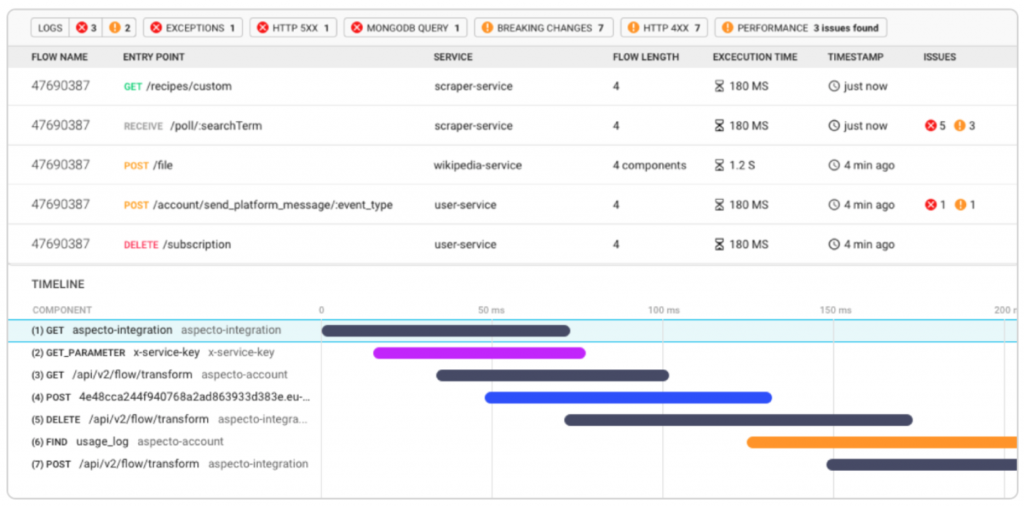 LOGS 3 2 EXCEPTIONS 1 HTTP 5XX 1 MONGODB QUERY 1 BREAKING CHANGES 7 HTTP 4XX 7 PERFORMANCE 3 issues found
FLOW NAME ENTRY POINT SERVICE FLOW LENGTH EXCECUTION TIME TIMESTAMP ISSUES
47690387 GET /recipes/custom scraper-service 4 180 MS just now
47690387 RECEIVE /poll/:searchTerm scraper-service 4 180 MS just now 5 3
47690387 POST /file wikipedia-service 4 components 1.2 S 4 min ago
47690387 POST /account/send_platform_message/:event_type user-service 4 180 MS 4 min ago 1 1
47690387 DELETE /subscription user-service 4 180 MS 4 min ago
TIMELINE
COMPONENT 0 50 ms 100 ms 150 ms 200 m
(1) GET aspecto-integration aspecto-integration
(2) GET_PARAMETER x-service-key x-service-key
(3) GET /api/v2/flow/transform aspecto-account
(4) POST 4e48cca244f940768a2ad863933d383e.eu-...
(5) DELETE /api/v2/flow/transform aspecto-integra...
(6) FIND usage_log aspecto-account
(7) POST /api/v2/flow/transform aspecto-integration